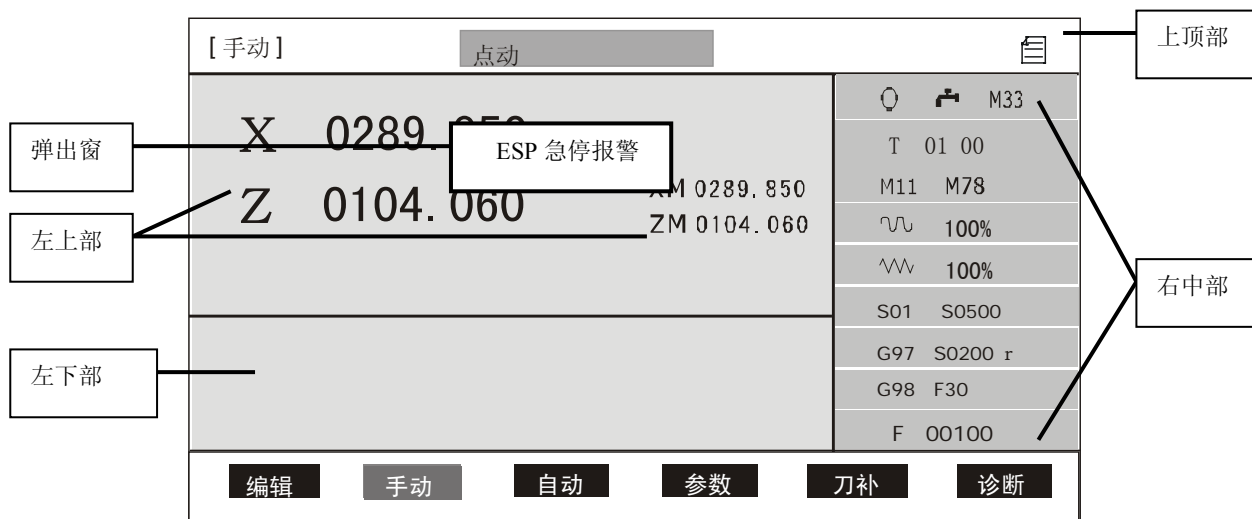 [手动] 点动
上顶部
弹出窗
左上部
左下部
右中部
X 0289.850
ESP 急停报警
Z 0104.060
XM 0289.850
ZM 0104.060
M33
T 01 00
M11 M78
100%
100%
S01 S0500
G97 S0200 r
G98 F30
F 00100
编辑 手动 自动 参数 刀补 诊断